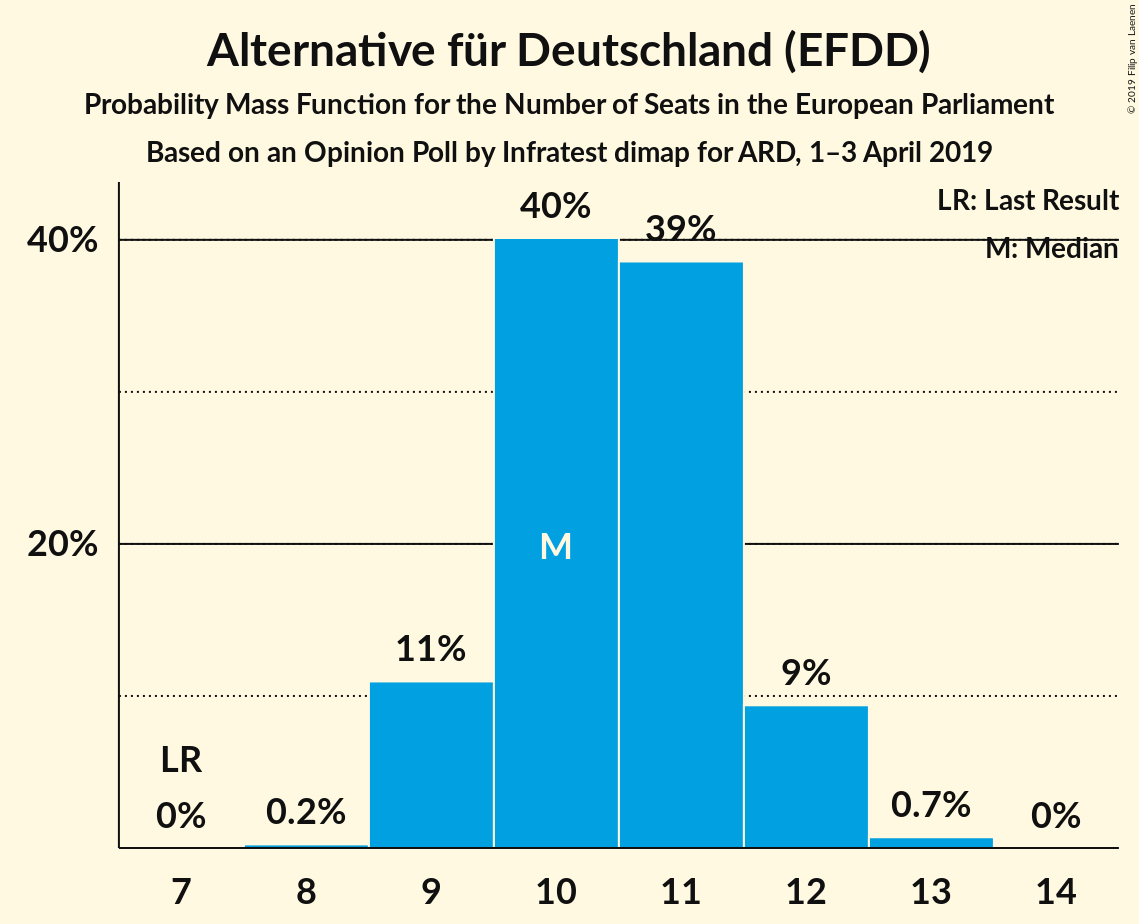 Alternative für Deutschland (EFDD)
Probability Mass Function for the Number of Seats in the European Parliament
Based on an Opinion Poll by Infratest dimap for ARD, 1–3 April 2019
© 2019 Filip van Laenen
LR: Last Result
M: Median
40%
20%
LR
0%
0.2%
11%
40%
M
39%
9%
0.7%
0%
7 8 9 10 11 12 13 14